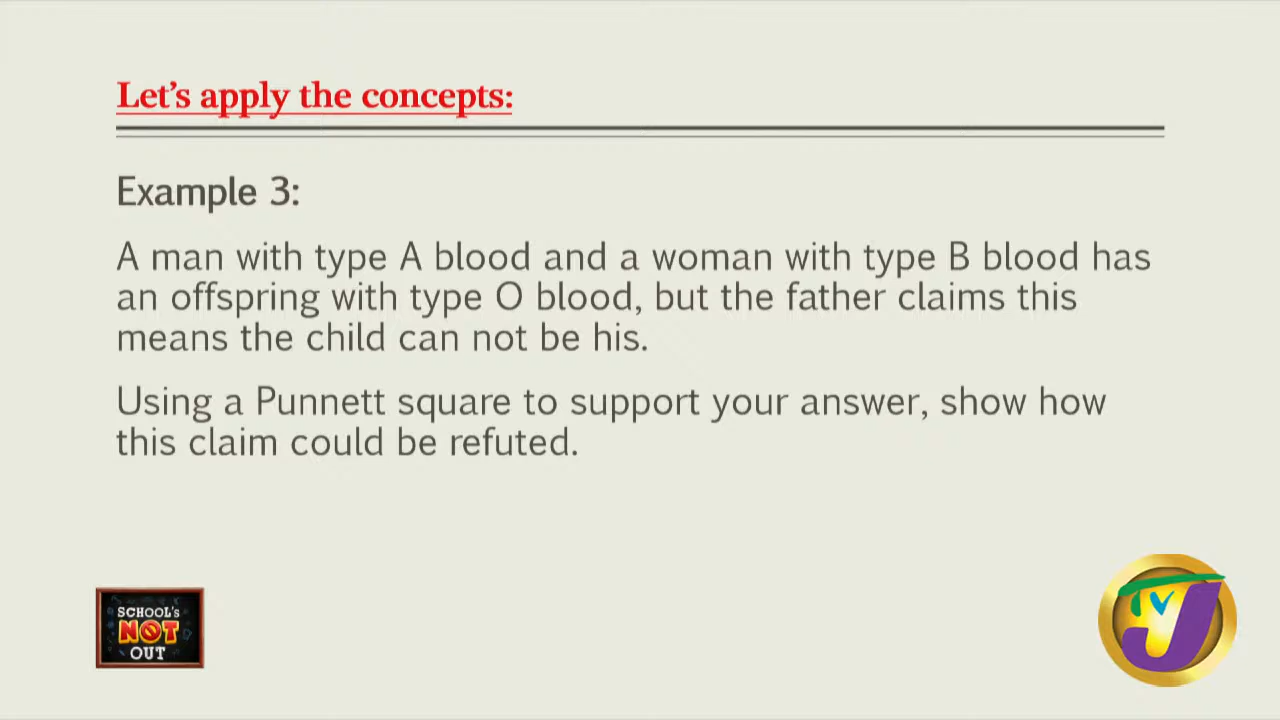 Let's apply the concepts:
Example 3:
A man with type A blood and a woman with type B blood has
an offspring with type O blood, but the father claims this
means the child can not be his.
Using a Punnett square to support your answer, show how
this claim could be refuted.
SCHOOL's
NOT
OUT
TVJ